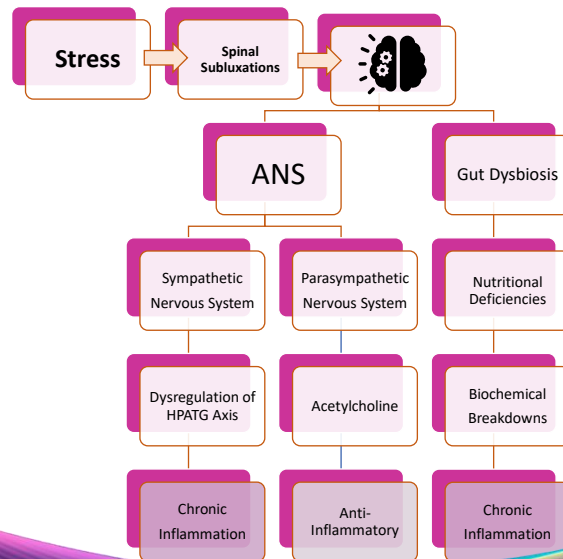 Stress
Spinal
Subluxations
ANS
Gut Dysbiosis
Sympathetic
Nervous System
Parasympathetic
Nervous System
Nutritional
Deficiencies
Dysregulation of
HPATG Axis
Acetylcholine
Biochemical
Breakdowns
Chronic
Inflammation
Anti-
Inflammatory
Chronic
Inflammation